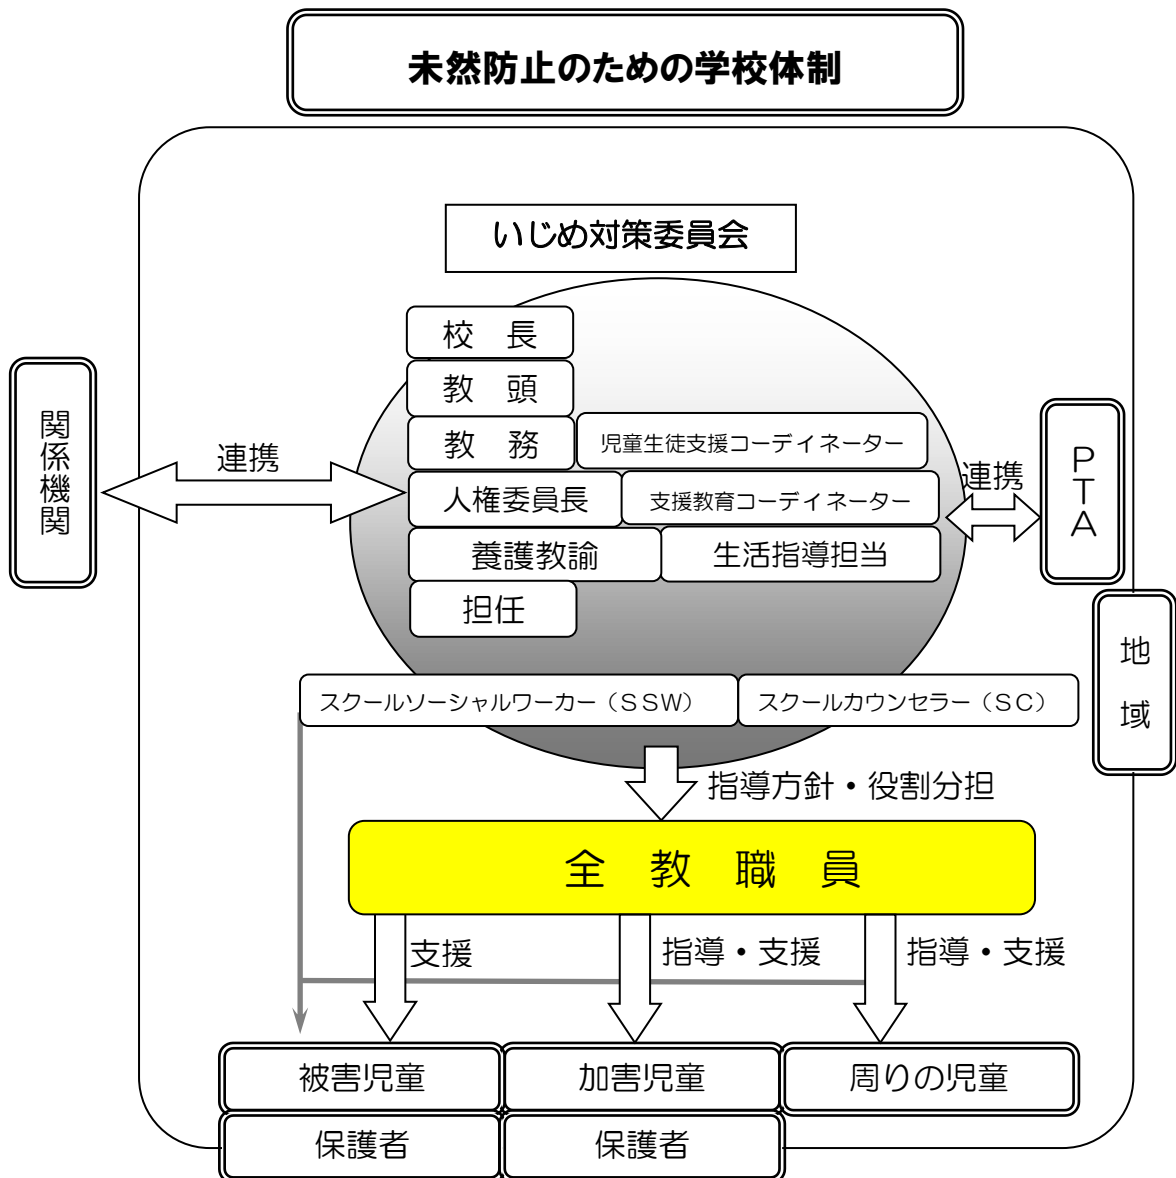 未然防止のための学校体制
いじめ対策委員会
校　長
教　頭
教　務
児童生徒支援コーデイネーター
人権委員長
支援教育コーデイネーター
養護教諭
生活指導担当
担任
スクールソーシャルワーカー（ＳＳＷ）
スクールカウンセラー（ＳＣ）
関係機関
連携
連携
ＰＴＡ
地域
指導方針・役割分担
全　教　職　員
支援
指導・支援
指導・支援
被害児童
加害児童
周りの児童
保護者
保護者